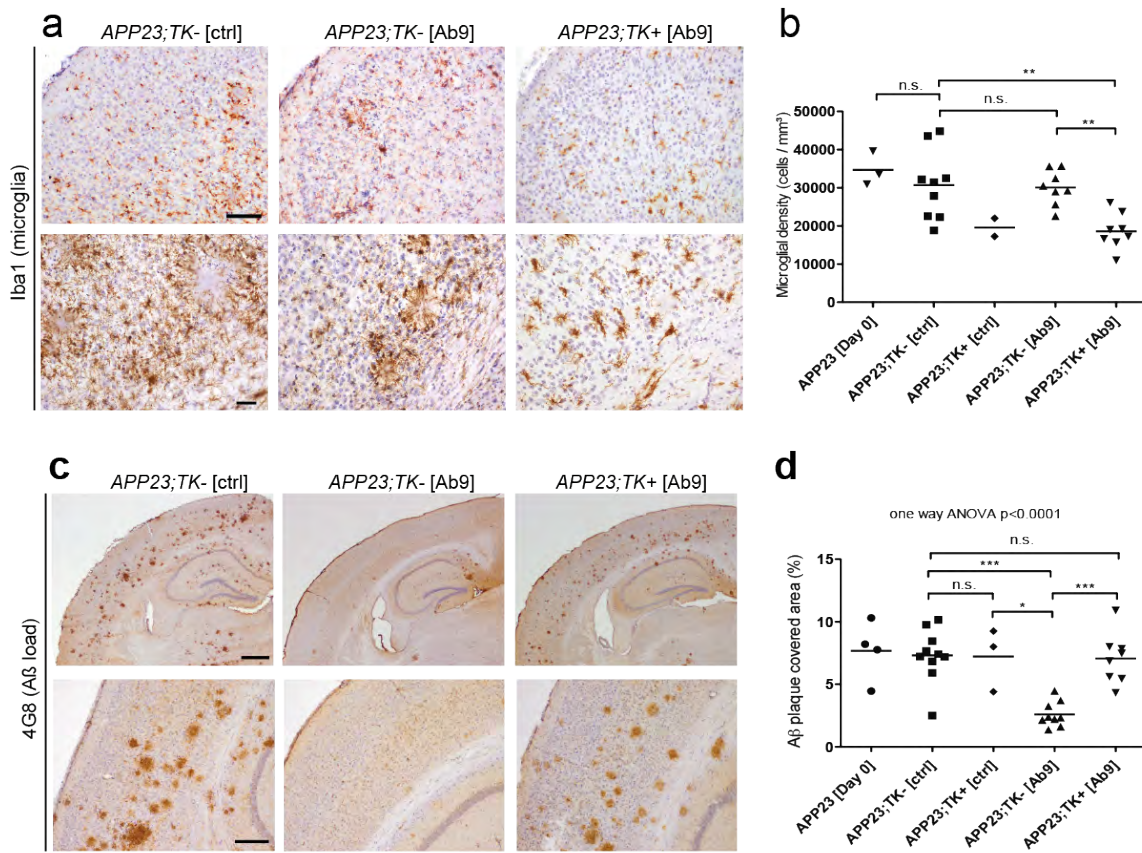 a
APP23;TK- [ctrl]
APP23;TK- [Ab9]
APP23;TK+ [Ab9]
Iba1 (microglia)
b
**
n.s.
n.s.
**
Microglial density (cells / mm³)
50000
40000
30000
20000
10000
0
APP23 [Day 0]
APP23;TK- [ctrl]
APP23;TK+ [ctrl]
APP23;TK- [Ab9]
APP23;TK+ [Ab9]
c
APP23;TK- [ctrl]
APP23;TK- [Ab9]
APP23;TK+ [Ab9]
4G8 (Aß load)
d
one way ANOVA p<0.0001
n.s.
***
n.s.
***
*
Aβ plaque covered area (%)
15
10
5
0
APP23 [Day 0]
APP23;TK- [ctrl]
APP23;TK+ [ctrl]
APP23;TK- [Ab9]
APP23;TK+ [Ab9]